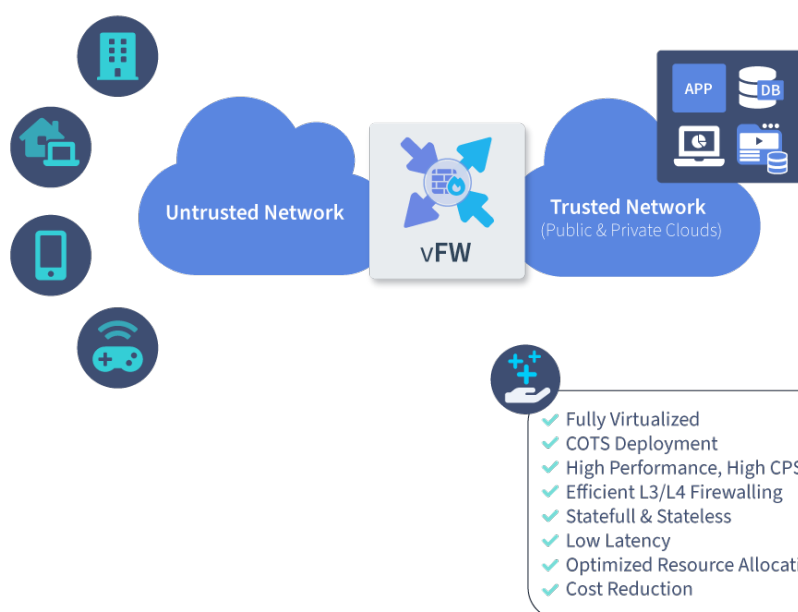 APP
DB
Untrusted Network
vFW
Trusted Network
(Public & Private Clouds)
Fully Virtualized
COTS Deployment
High Performance, High CPS
Efficient L3/L4 Firewalling
Statefull & Stateless
Low Latency
Optimized Resource
Cost Reduction